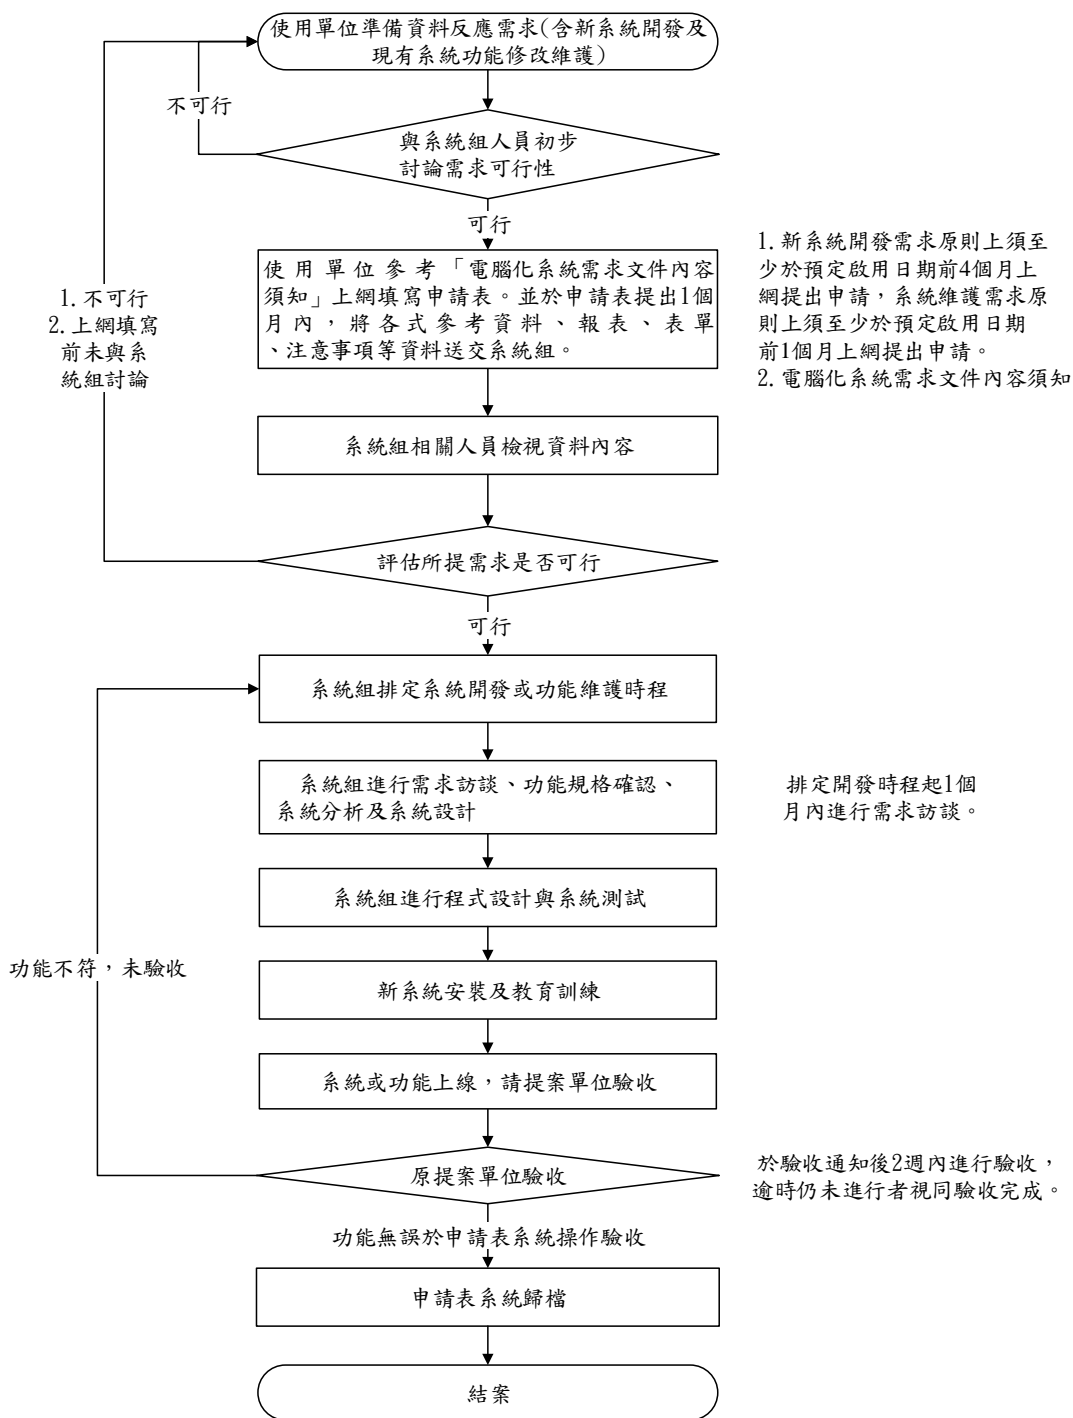 使用單位準備資料反應需求(含新系統開發及
現有系統功能修改維護)
不可行
與系統組人員初步
討論需求可行性
可行
使用單位參考「電腦化系統需求文件內容
須知」上網填寫申請表。並於申請表提出1個
月內，將各式參考資料、報表、表單
、注意事項等資料送交系統組。
1.新系統開發需求原則上須至
少於預定啟用日期前4個月上
網提出申請，系統維護需求原
則上須至少於預定啟用日期
前1個月上網提出申請。
2.電腦化系統需求文件內容須知
1.不可行
2.上網填寫
前未與系
統組討論
系統組相關人員檢視資料內容
評估所提需求是否可行
可行
系統組排定系統開發或功能維護時程
系統組進行需求訪談、功能規格確認、
系統分析及系統設計
排定開發時程起1個
月內進行需求訪談。
系統組進行程式設計與系統測試
功能不符，未驗收
新系統安裝及教育訓練
系統或功能上線，請提案單位驗收
原提案單位驗收
於驗收通知後2週內進行驗收，
逾時仍未進行者視同驗收完成。
功能無誤於申請表系統操作驗收
申請表系統歸檔
結案